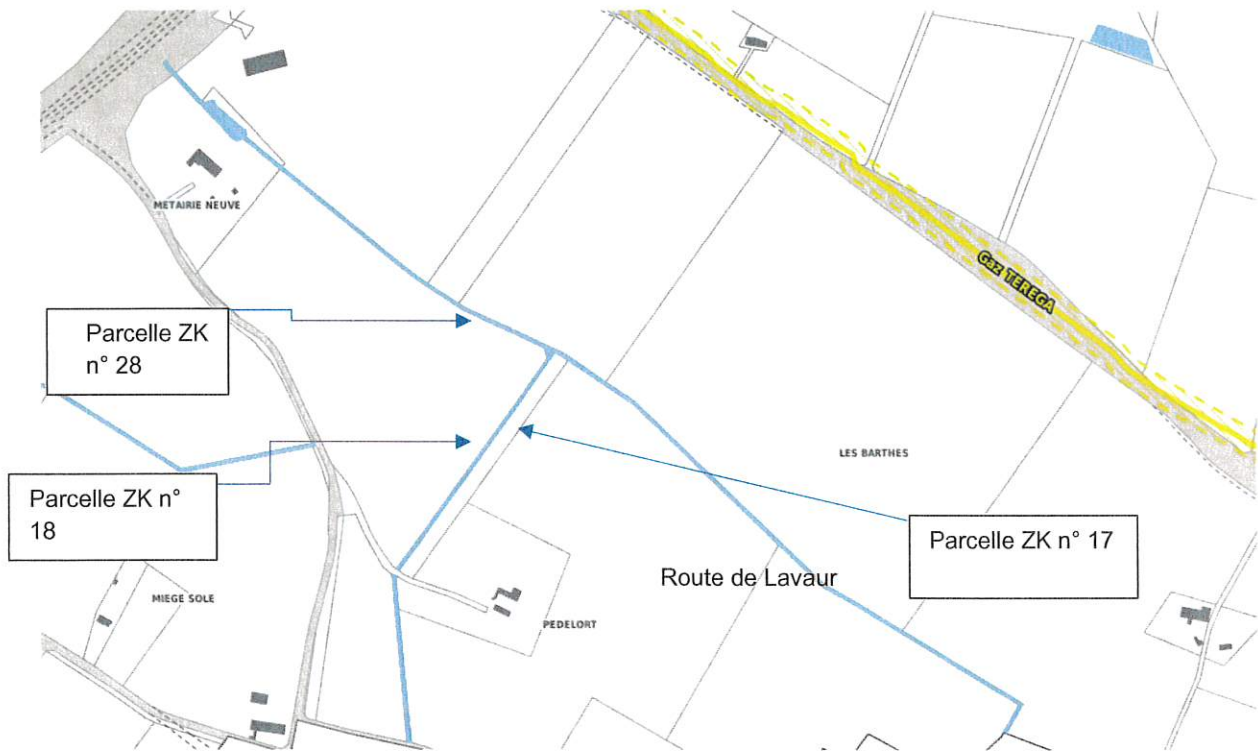 METAIRIE NEUVE
Gaz TEREGA
Parcelle ZK
n° 28
LES BARTHES
Parcelle ZK n°
18
Parcelle ZK n° 17
Route de Lavaur
MIEGE SOLE
PEDELORT